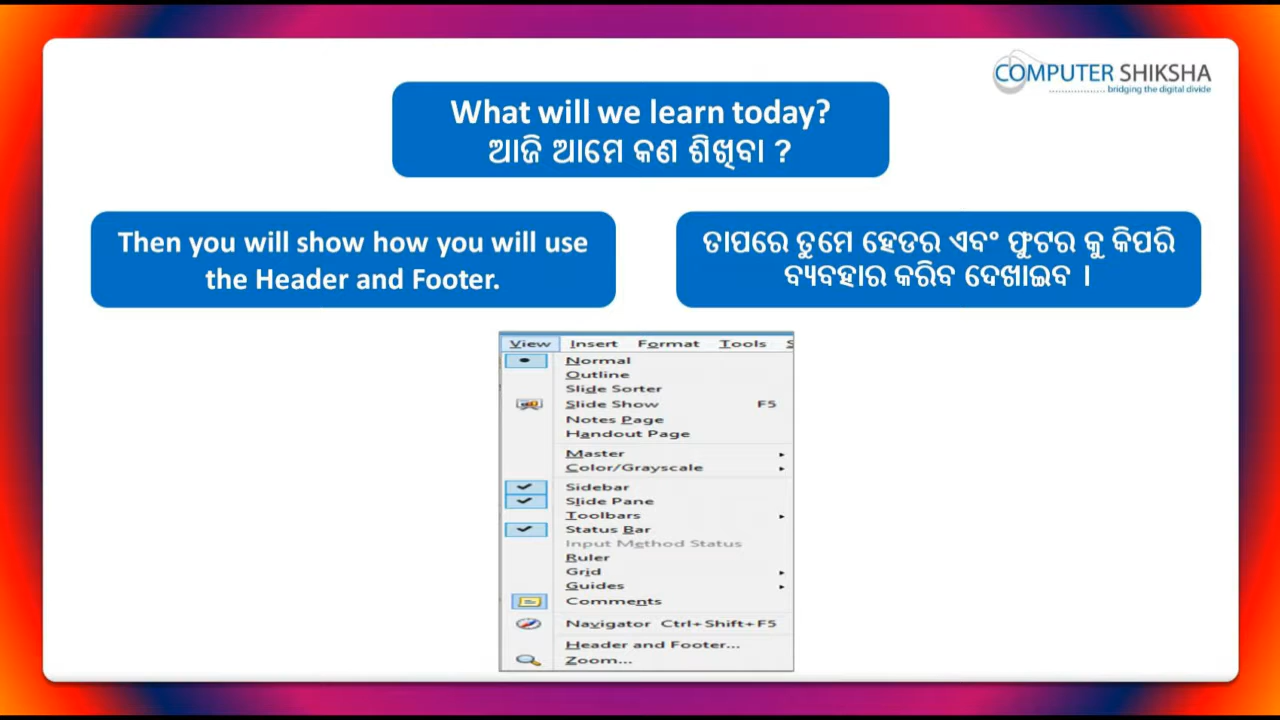 COMPUTER SHIKSHA
bridging the digital divide
What will we learn today?
ଆଜି ଆମେ କଣ ଶିଖିବା ?
Then you will show how you will use
the Header and Footer.
ତାପରେ ତୁମେ ହେଡର ଏବଂ ଫୁଟର କୁ କିପରି
ବ୍ୟବହାର କରିବ ଦେଖାଇବ ।
View Insert Format Tools S
Normal
Outline
Slide Sorter
Slide Show F5
Notes Page
Handout Page
Master
Color/Grayscale
Sidebar
Slide Pane
Toolbars
Status Bar
Input Method Status
Ruler
Grid
Guides
Comments
Navigator Ctrl+Shift+F5
Header and Footer...
Zoom...